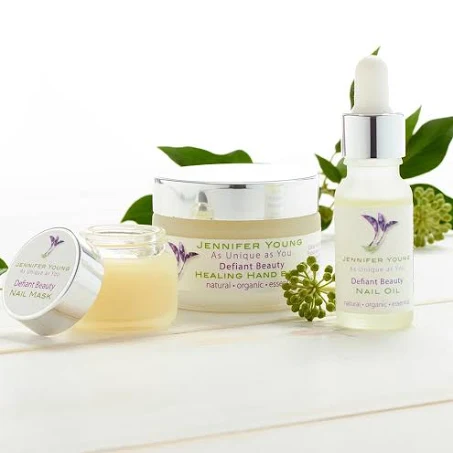 JENNIFER YOUNG
As Unique as You
Defiant Beauty
NAIL MASK
JENNIFER YOUNG
As Unique as You
Defiant Beauty
HEALING HAND
natural • organic •
JENNIFER YOUNG
As Unique as You
Defiant Beauty
NAIL OIL
natural • organic •